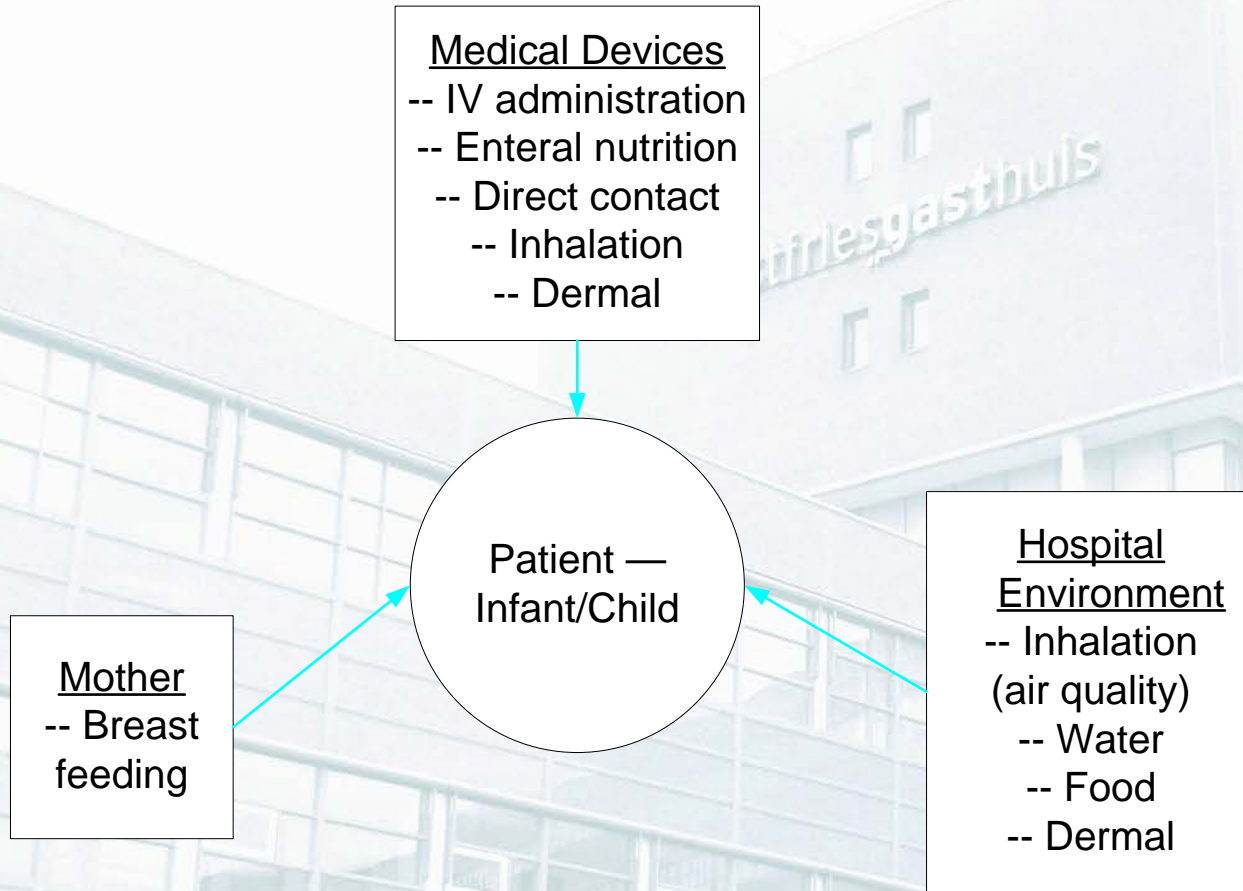 Medical Devices
-- IV administration
-- Enteral nutrition
-- Direct contact
-- Inhalation
-- Dermal
tfriesgasthuis
Patient —
Infant/Child
Mother
-- Breast
feeding
Hospital
Environment
-- Inhalation
(air quality)
-- Water
-- Food
-- Dermal